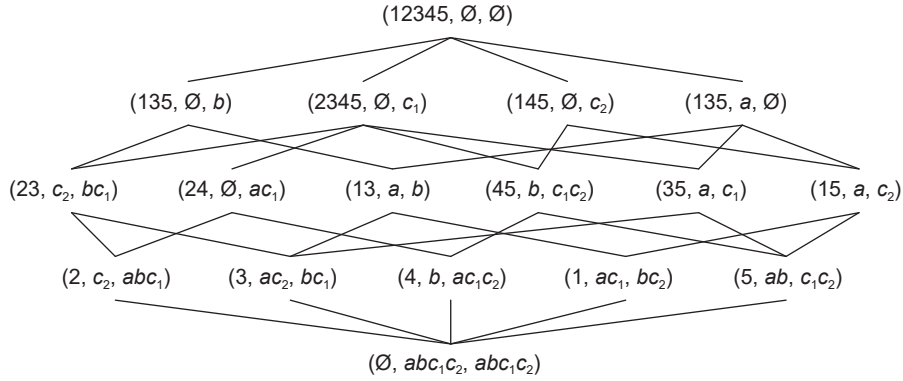 (12345, Ø, Ø)
(135, Ø, b) (2345, Ø, c₁) (145, Ø, c₂) (135, a, Ø)
(23, c₂, bc₁) (24, Ø, ac₁) (13, a, b) (45, b, c₁c₂) (35, a, c₁) (15, a, c₂)
(2, c₂, abc₁) (3, ac₂, bc₁) (4, b, ac₁c₂) (1, ac₁, bc₂) (5, ab, c₁c₂)
(Ø, abc₁c₂, abc₁c₂)